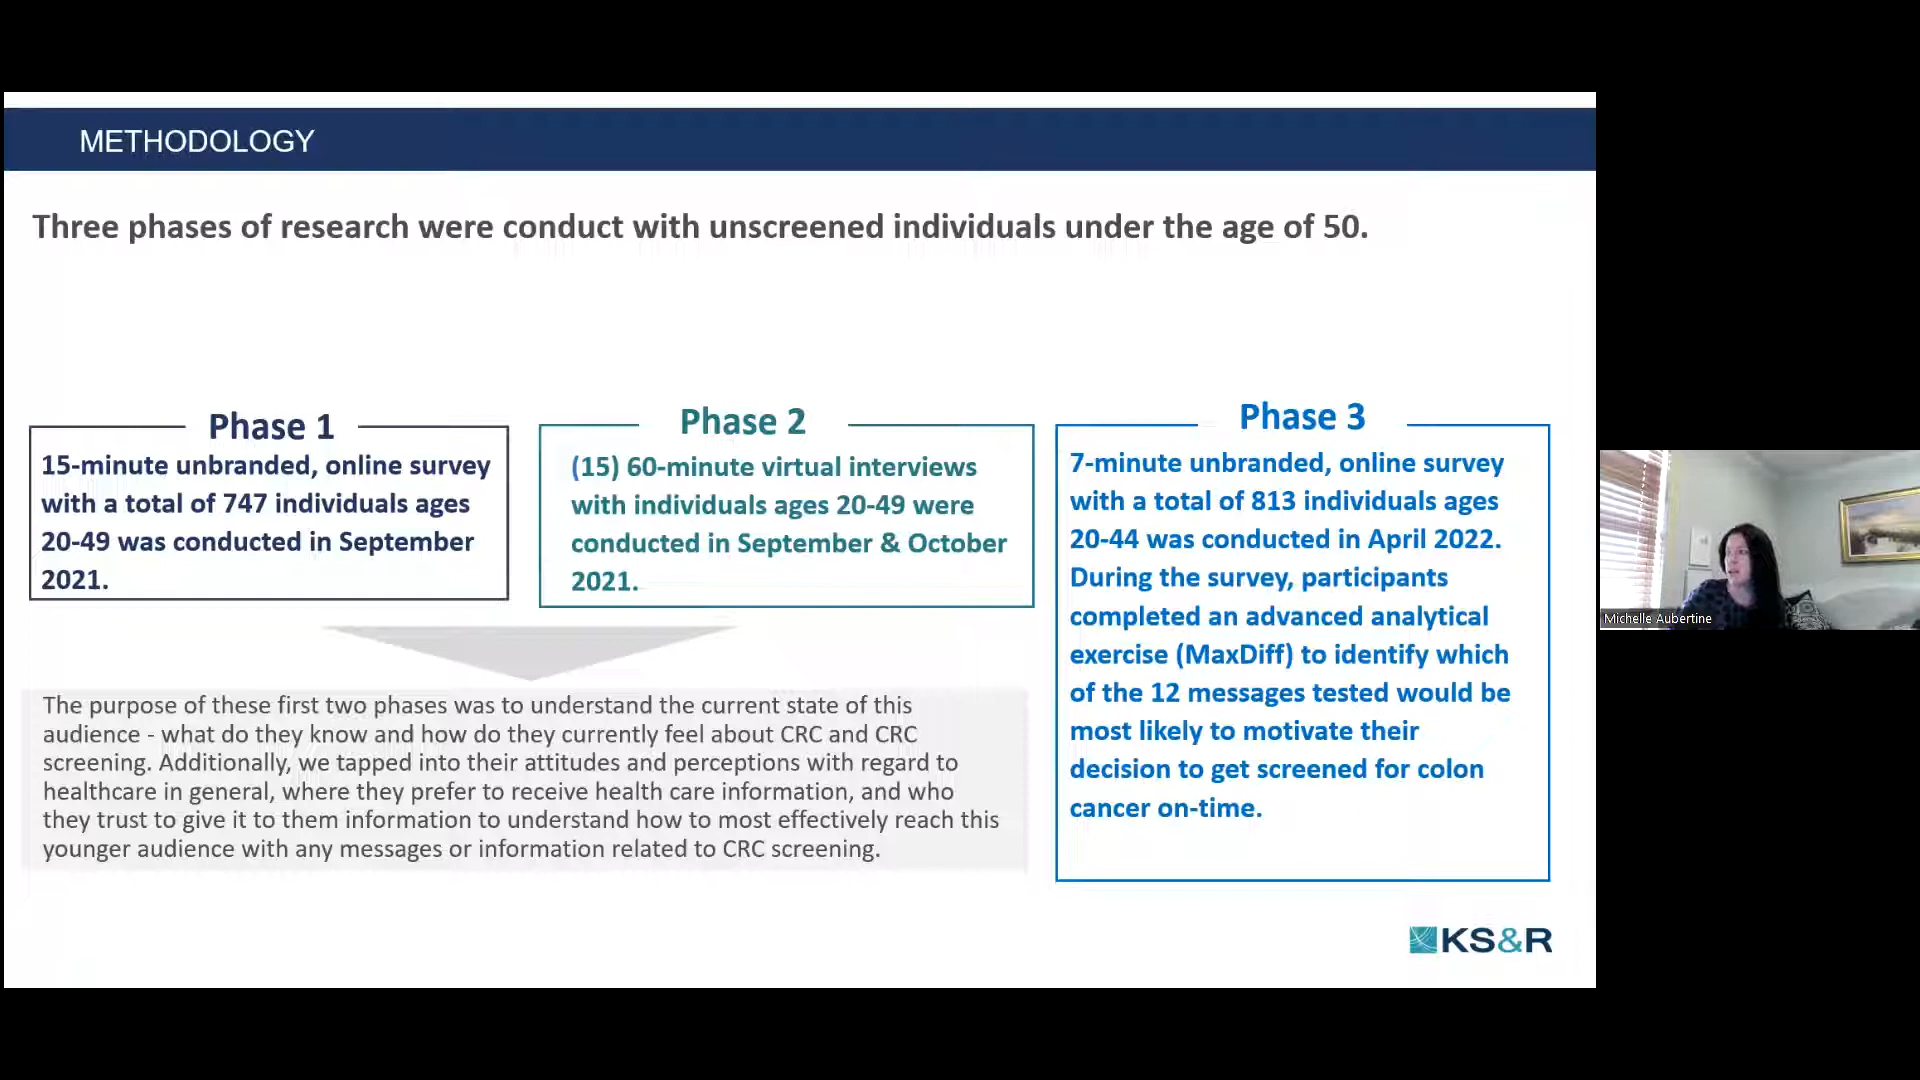 METHODOLOGY
Three phases of research were conduct with unscreened individuals under the age of 50.
Phase 1
15-minute unbranded, online survey
with a total of 747 individuals ages
20-49 was conducted in September
2021.
Phase 2
(15) 60-minute virtual interviews
with individuals ages 20-49 were
conducted in September & October
2021.
The purpose of these first two phases was to understand the current state of this
audience - what do they know and how do they currently feel about CRC and CRC
screening. Additionally, we tapped into their attitudes and perceptions with regard to
healthcare in general, where they prefer to receive health care information, and who
they trust to give it to them information to understand how to most effectively reach this
younger audience with any messages or information related to CRC screening.
Phase 3
7-minute unbranded, online survey
with a total of 813 individuals ages
20-44 was conducted in April 2022.
During the survey, participants
completed an advanced analytical
exercise (MaxDiff) to identify which
of the 12 messages tested would be
most likely to motivate their
decision to get screened for colon
cancer on-time.
KS&R
Michelle Aubertine